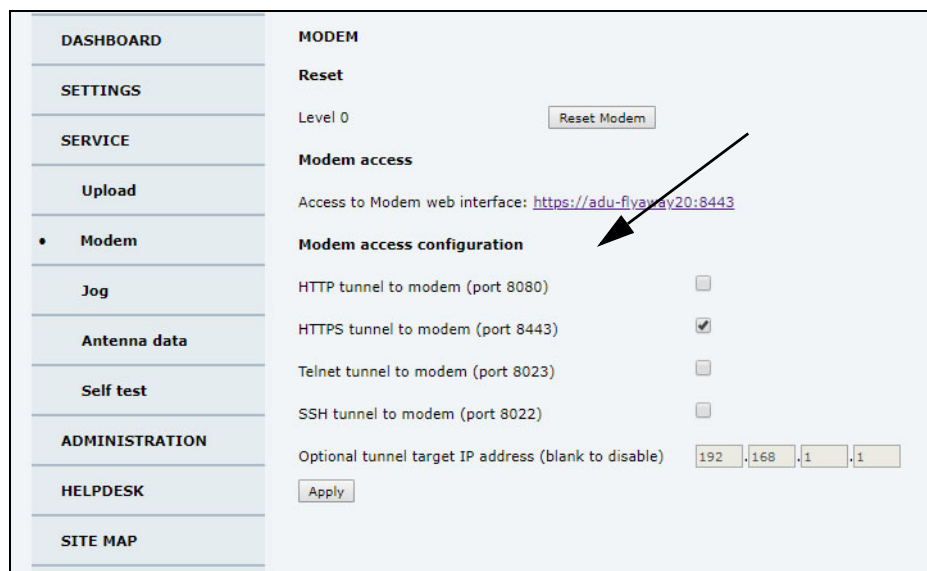 DASHBOARD
SETTINGS
SERVICE
Upload
• Modem
Jog
Antenna data
Self test
ADMINISTRATION
HELPDESK
SITE MAP
MODEM
Reset
Level 0 Reset Modem
Modem access
Access to Modem web interface: https://adu-flyaway20:8443
Modem access configuration
HTTP tunnel to modem (port 8080)
HTTPS tunnel to modem (port 8443)
Telnet tunnel to modem (port 8023)
SSH tunnel to modem (port 8022)
Optional tunnel target IP address (blank to disable) 192 .168 .1 .1
Apply